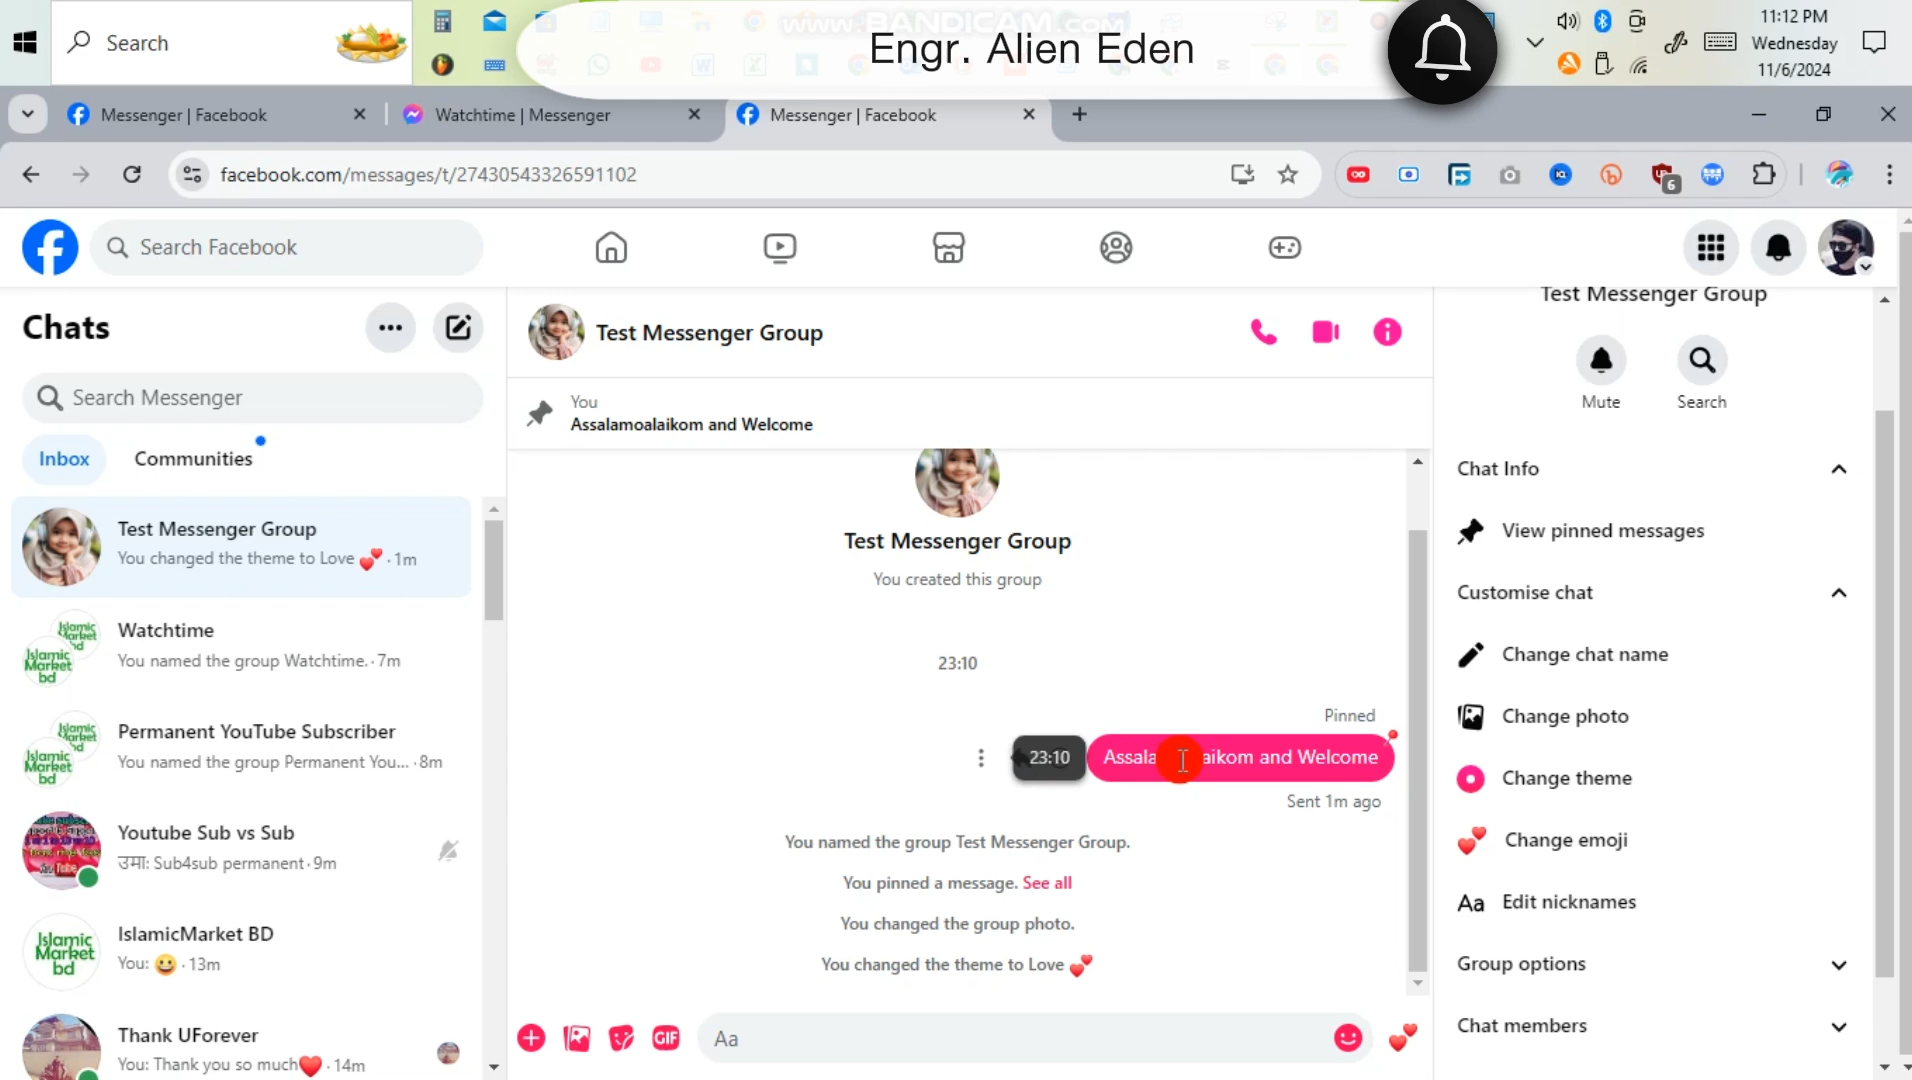 Search
www.BANDICAM.com
Engr. Alien Eden
11:12 PM
Wednesday
11/6/2024
Messenger | Facebook
Watchtime | Messenger
Messenger | Facebook
facebook.com/messages/t/27430543326591102
6
Search Facebook
Chats
Search Messenger
Inbox
Communities
Test Messenger Group
You changed the theme to Love 💕 · 1m
Watchtime
You named the group Watchtime. · 7m
Permanent YouTube Subscriber
You named the group Permanent You... · 8m
Youtube Sub vs Sub
उमा: Sub4sub permanent · 9m
IslamicMarket BD
You: 😀 · 13m
Thank UForever
You: Thank you so much❤️ · 14m
Islamic
Market
bd
Test Messenger Group
You
Assalamoalaikom and Welcome
Test Messenger Group
You created this group
23:10
Pinned
23:10
Assala aikom and Welcome
Sent 1m ago
You named the group Test Messenger Group.
You pinned a message. See all
You changed the group photo.
You changed the theme to Love 💕
GIF
Aa
Test Messenger Group
Mute
Search
Chat Info
View pinned messages
Customise chat
Change chat name
Change photo
Change theme
Change emoji
Aa Edit nicknames
Group options
Chat members